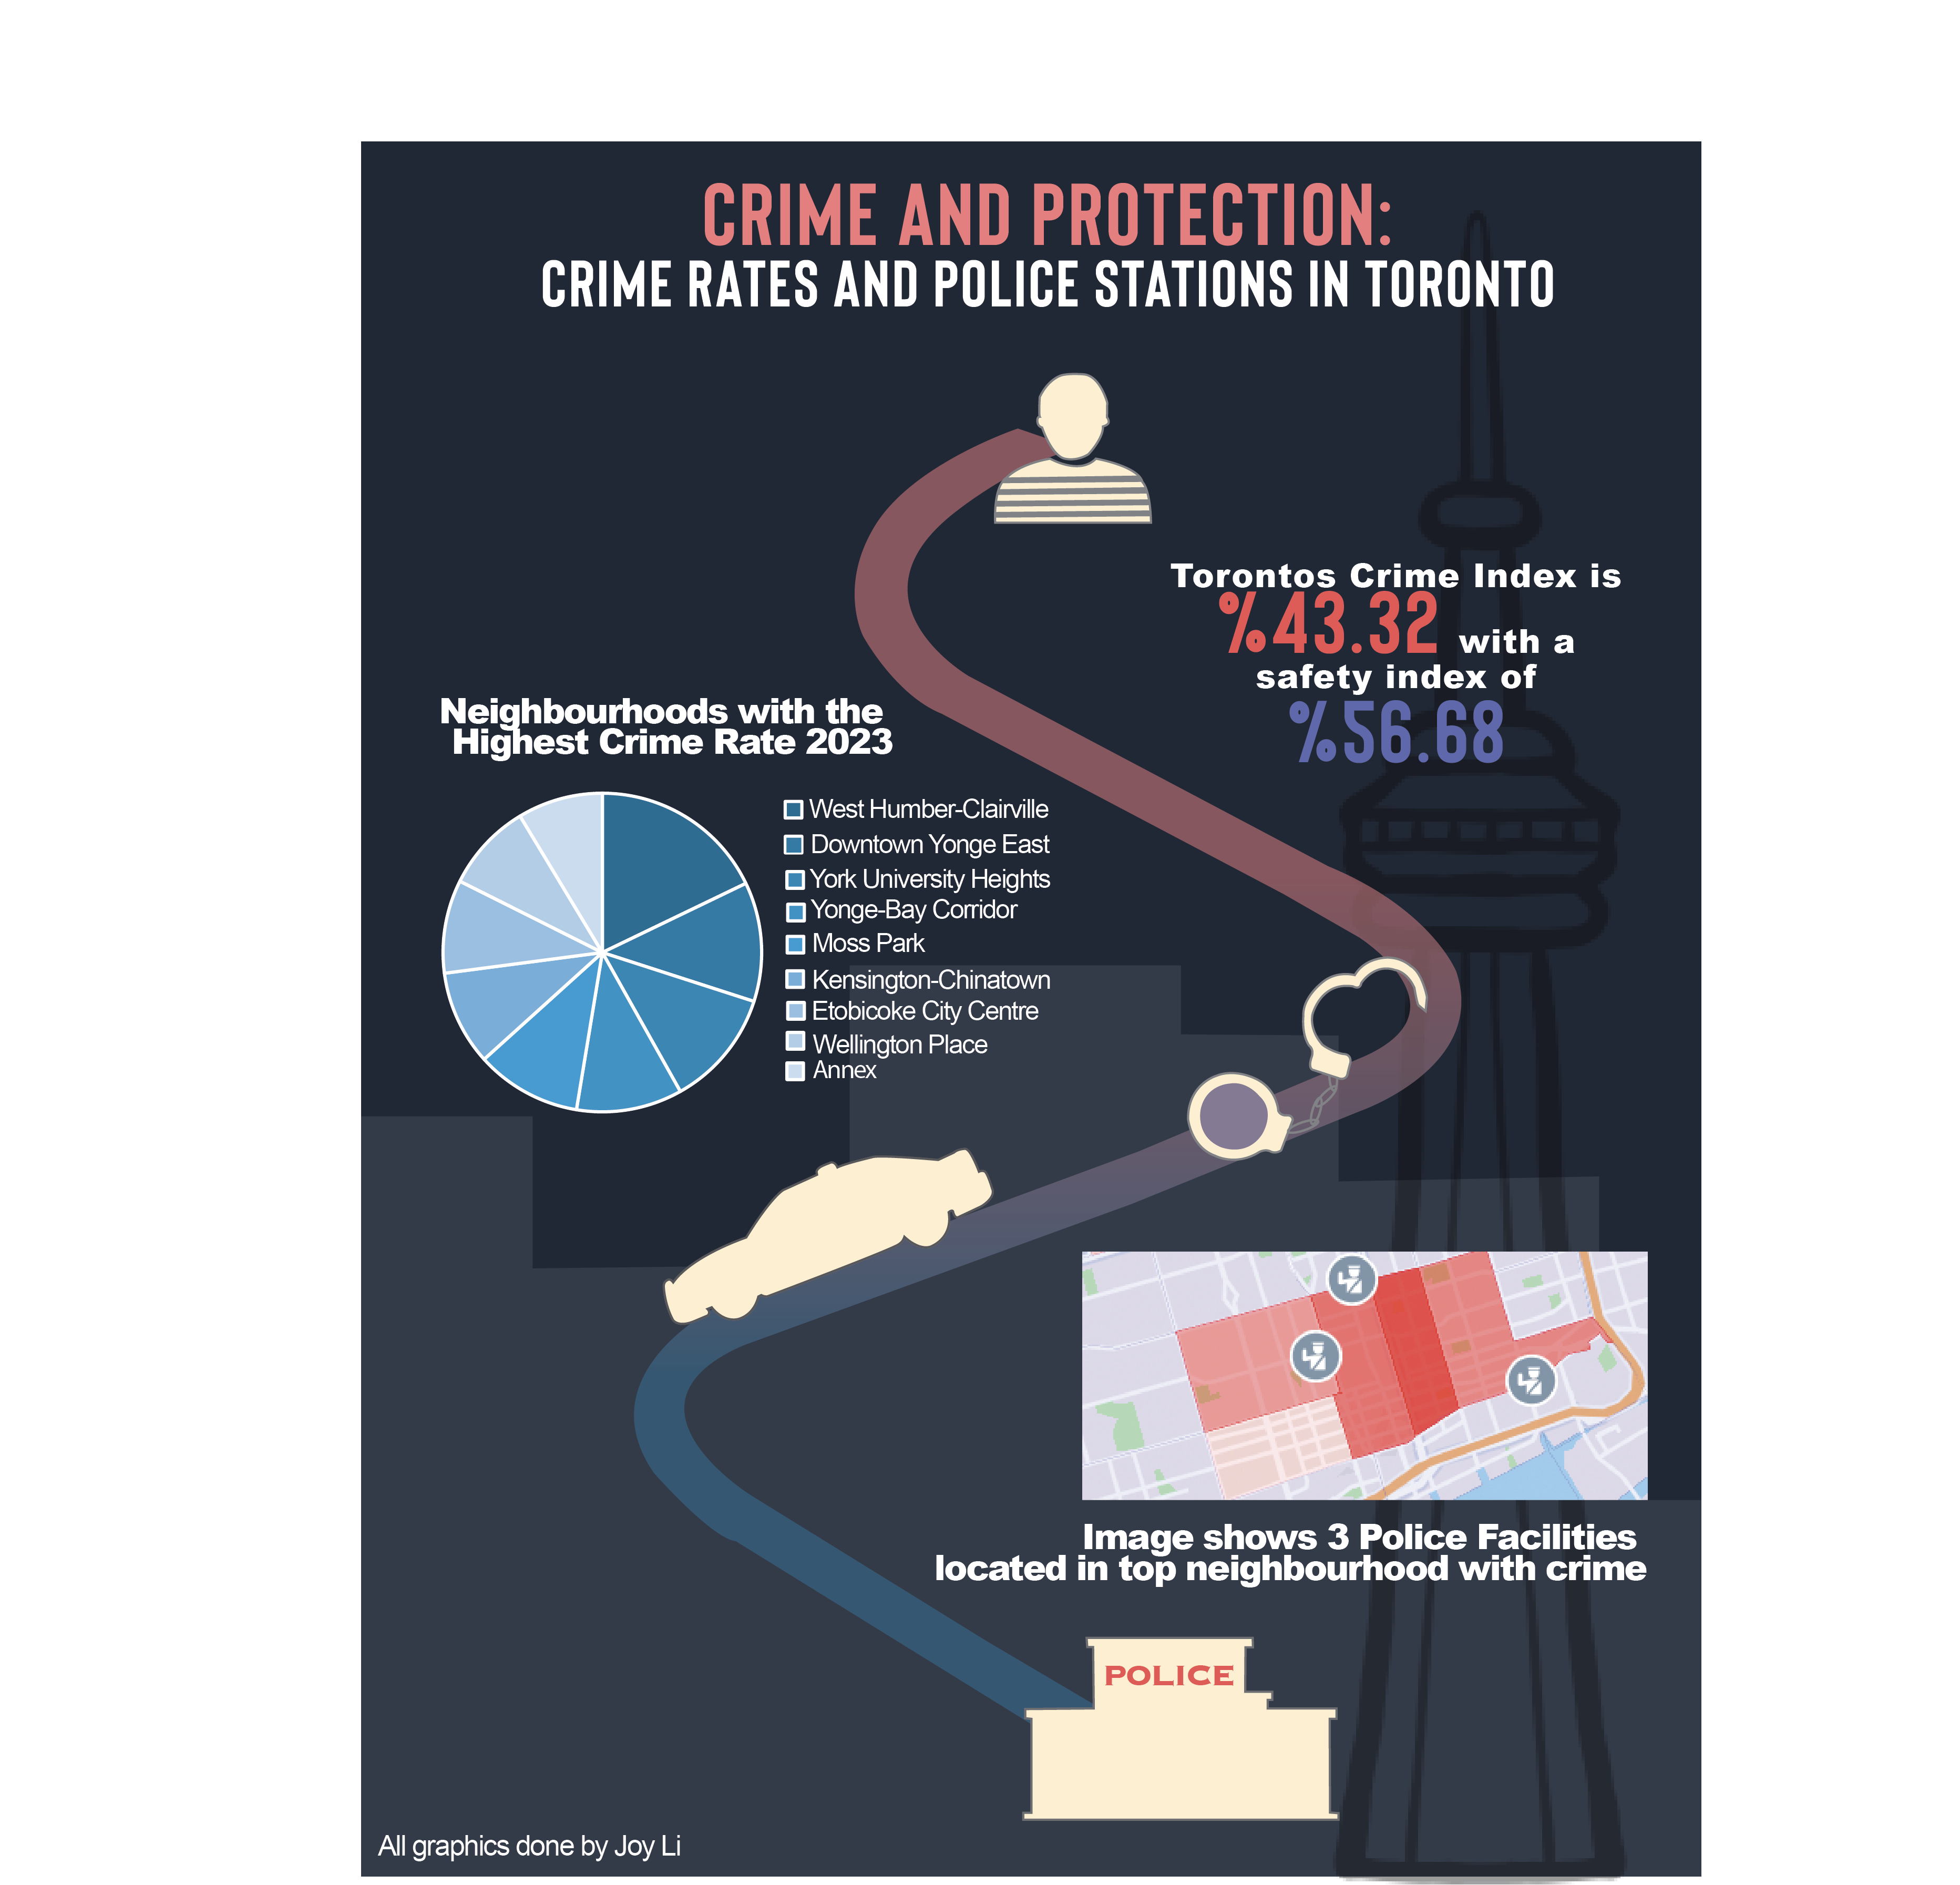 CRIME AND PROTECTION:
CRIME RATES AND POLICE STATIONS IN TORONTO
Torontos Crime Index is
%43.32 with a
safety index of
%56.68
Neighbourhoods with the
Highest Crime Rate 2023
West Humber-Clairville
Downtown Yonge East
York University Heights
Yonge-Bay Corridor
Moss Park
Kensington-Chinatown
Etobicoke City Centre
Wellington Place
Annex
Image shows 3 Police Facilities
located in top neighbourhood with crime
POLICE
All graphics done by Joy Li